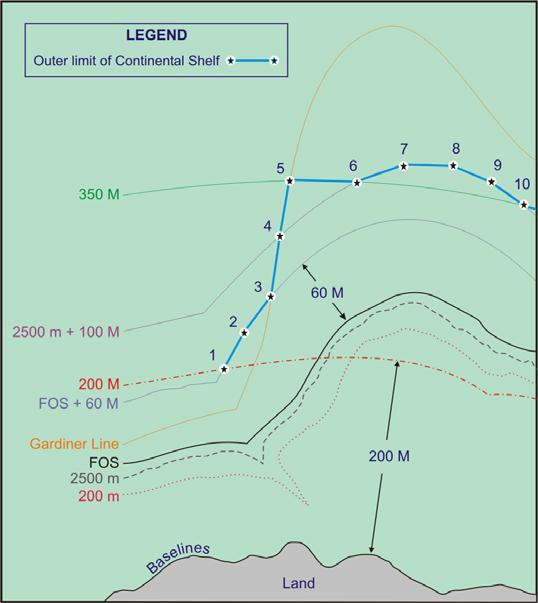 LEGEND
Outer limit of Continental Shelf
5
6
7
8
9
10
350 M
4
3
60 M
2500 m + 100 M
2
1
200 M
FOS + 60 M
Gardiner Line
FOS
2500 m
200 m
200 M
Baselines
Land